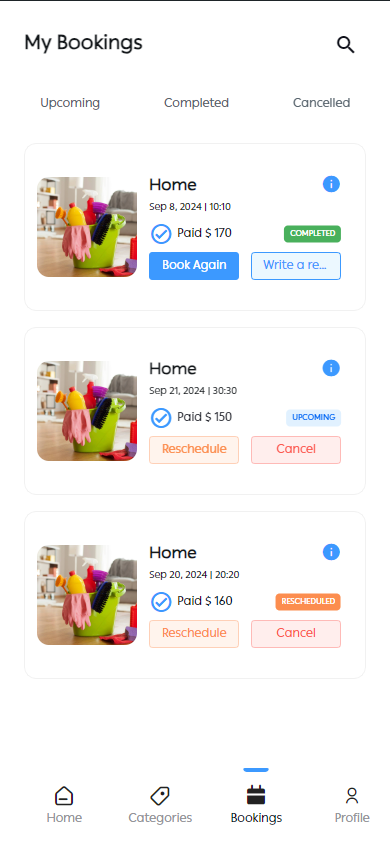 My Bookings
Upcoming Completed Cancelled
Home
Sep 8, 2024 | 10:10
Paid $ 170 COMPLETED
Book Again Write a re...
Home
Sep 21, 2024 | 30:30
Paid $ 150 UPCOMING
Reschedule Cancel
Home
Sep 20, 2024 | 20:20
Paid $ 160 RESCHEDULED
Reschedule Cancel
Home Categories Bookings Profile